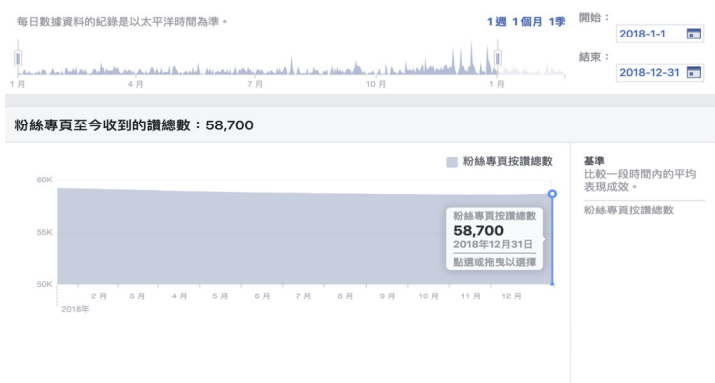 每日數據資料的紀錄是以太平洋時間為準。
1週 1個月 1季
開始：
2018-1-1
結束：
2018-12-31
1月 4月 7月 10月 1月
粉絲專頁至今收到的讚總數：58,700
粉絲專頁按讚總數
60K
55K
50K
粉絲專頁按讚總數
58,700
2018年12月31日
點選或拖曳以選擇
2月 3月 4月 5月 6月 7月 8月 9月 10月 11月 12月
2018年
基準
比較一段時間內的平均
表現成效。
粉絲專頁按讚總數